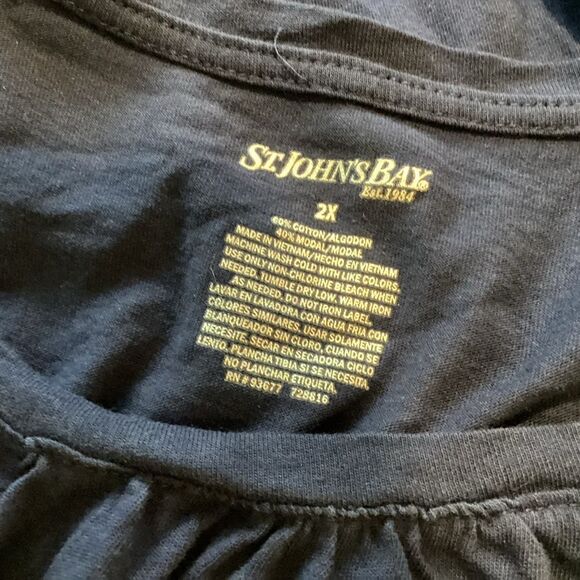 ST. JOHN'S BAY®
Est. 1984
2X
60% COTTON/ALGODON
40% MODAL/MODAL
MADE IN VIETNAM/HECHO EN VIETNAM
MACHINE WASH COLD WITH LIKE COLORS.
USE ONLY NON-CHLORINE BLEACH WHEN
NEEDED. TUMBLE DRY LOW. WARM IRON
AS NEEDED. DO NOT IRON LABEL.
LAVAR EN LAVADORA CON AGUA FRIA CON
COLORES SIMILARES. USAR SOLAMENTE
BLANQUEADOR SIN CLORO, CUANDO SE
NECESITE. SECAR EN SECADORA CICLO
LENTO. PLANCHA TIBIA SI SE NECESITA.
NO PLANCHAR ETIQUETA.
RN # 93677 728816